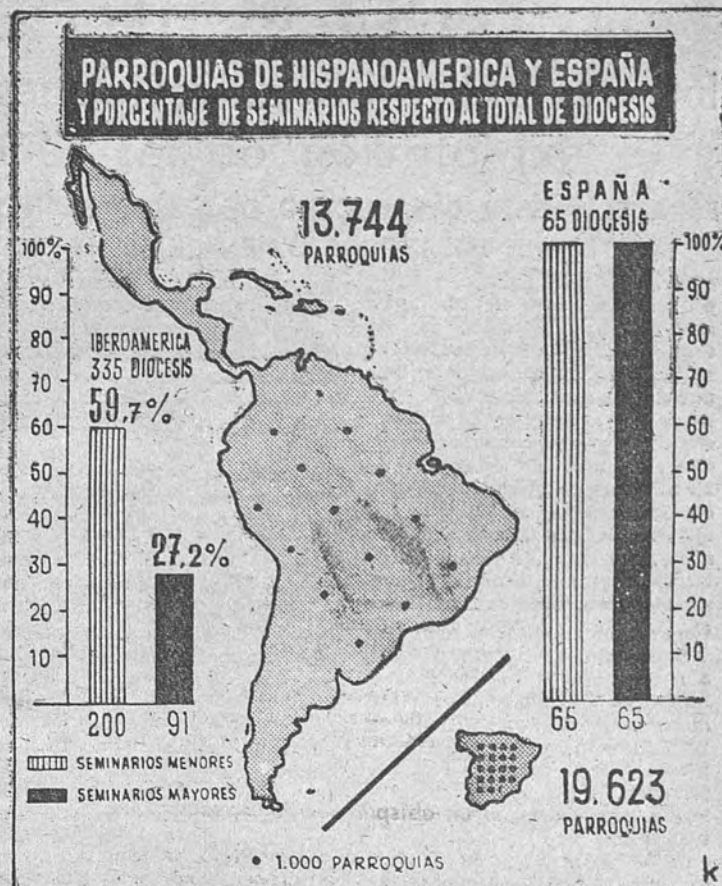 PARROQUIAS DE HISPANOAMERICA Y ESPAÑA
Y PORCENTAJE DE SEMINARIOS RESPECTO AL TOTAL DE DIOCESIS
13.744
PARROQUIAS
ESPAÑA
65 DIOCESIS
100%
90
80
70
60
50
40
30
20
10
IBEROAMERICA
335 DIOCESIS
59,7%
27,2%
200
91
100%
90
80
70
60
50
40
30
20
10
65
65
SEMINARIOS MENORES
SEMINARIOS MAYORES
19.623
PARROQUIAS
• 1.000 PARROQUIAS
k